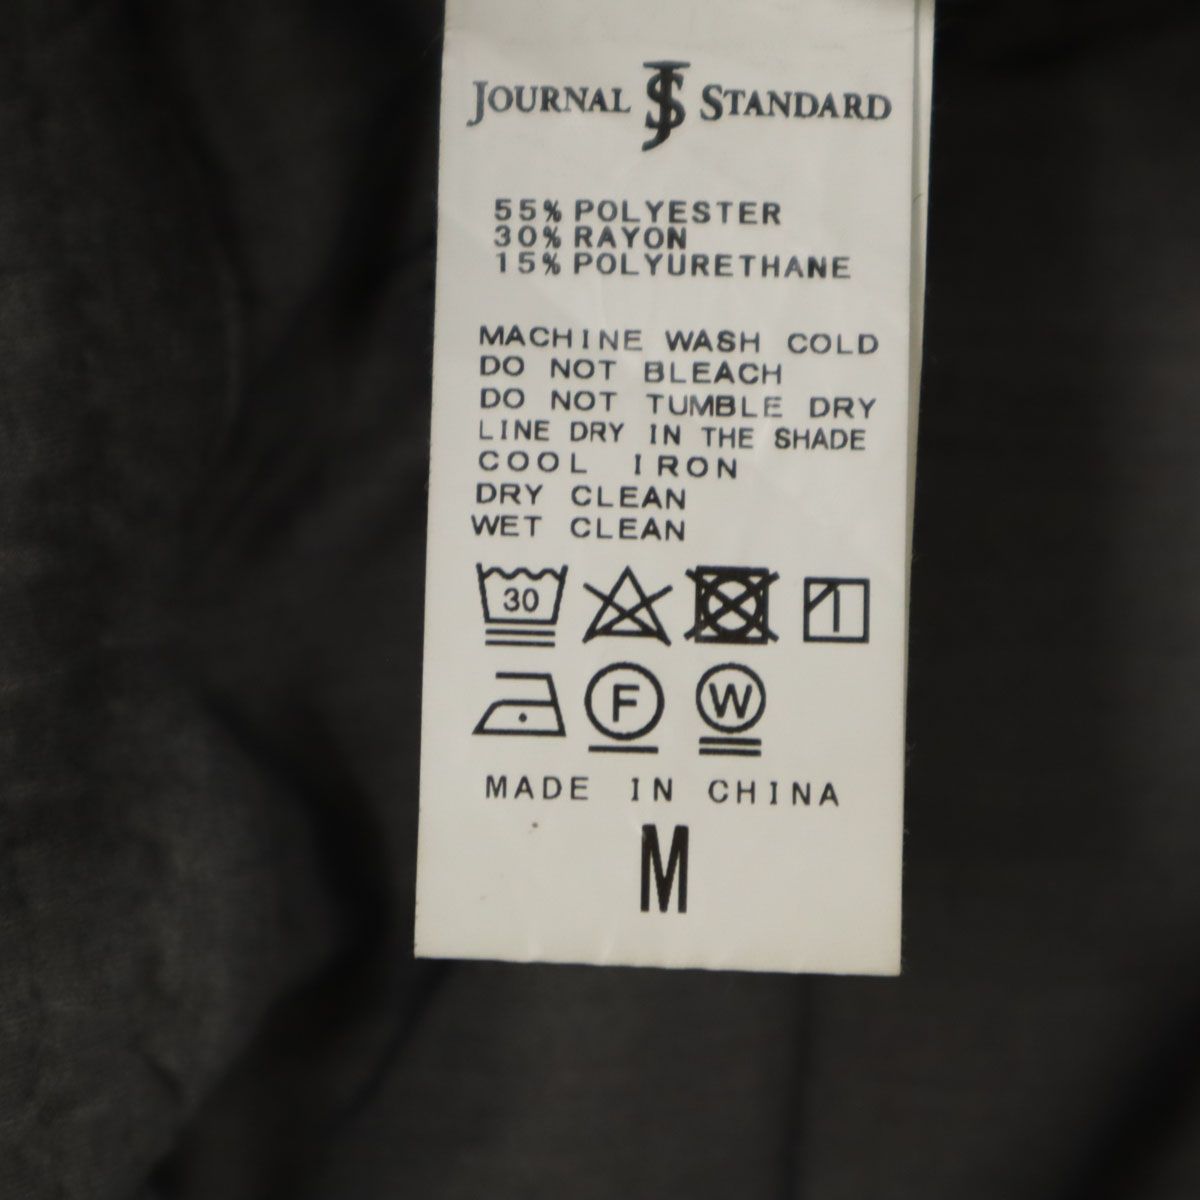 JOURNAL JS STANDARD
55% POLYESTER
30% RAYON
15% POLYURETHANE
MACHINE WASH COLD
DO NOT BLEACH
DO NOT TUMBLE DRY
LINE DRY IN THE SHADE
COOL IRON
DRY CLEAN
WET CLEAN
30
F W
MADE IN CHINA
M